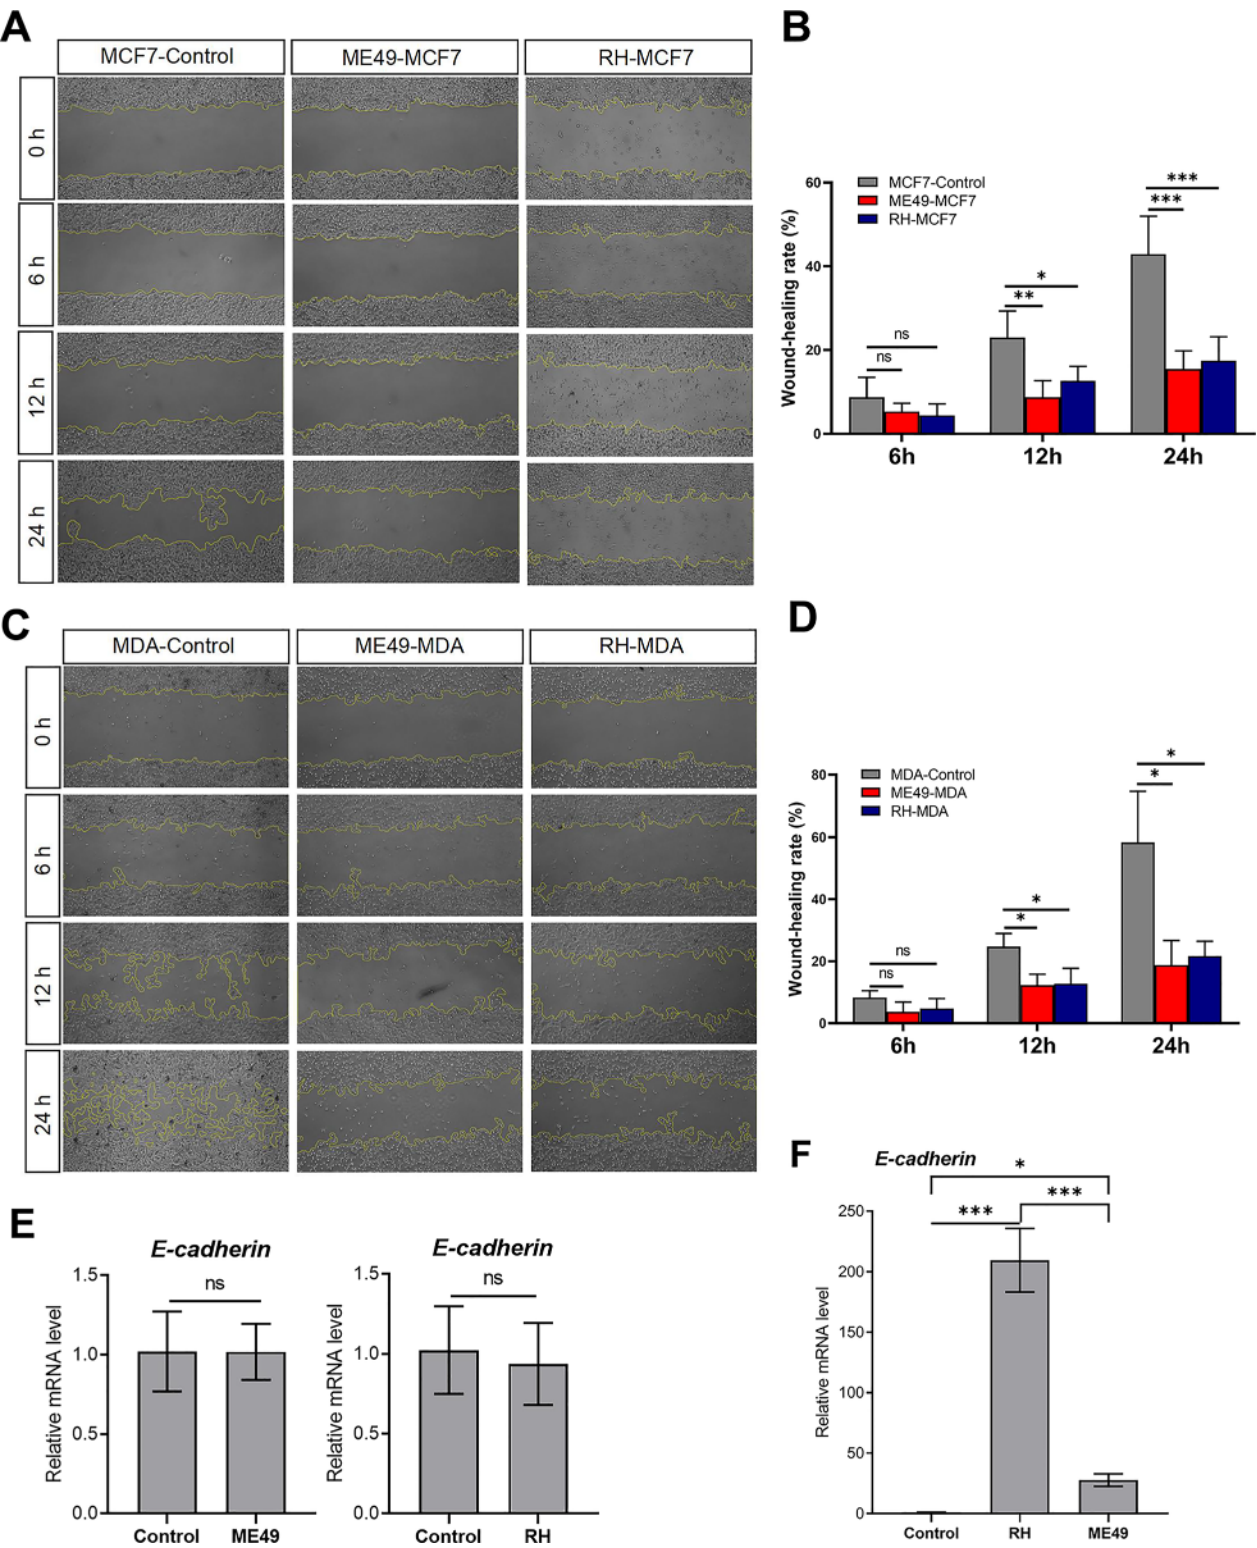 A
MCF7-Control
ME49-MCF7
RH-MCF7
0 h
6 h
12 h
24 h
B
60
40
20
0
Wound-healing rate (%)
MCF7-Control
ME49-MCF7
RH-MCF7
ns
ns
**
*
***
***
6h
12h
24h
C
MDA-Control
ME49-MDA
RH-MDA
0 h
6 h
12 h
24 h
D
80
60
40
20
0
Wound-healing rate (%)
MDA-Control
ME49-MDA
RH-MDA
ns
ns
*
*
*
*
6h
12h
24h
E
E-cadherin
ns
1.5
1.0
0.5
0.0
Relative mRNA level
Control
ME49
E-cadherin
ns
1.5
1.0
0.5
0.0
Relative mRNA level
Control
RH
F
E-cadherin
*
***
***
250
200
150
100
50
0
Relative mRNA level
Control
RH
ME49